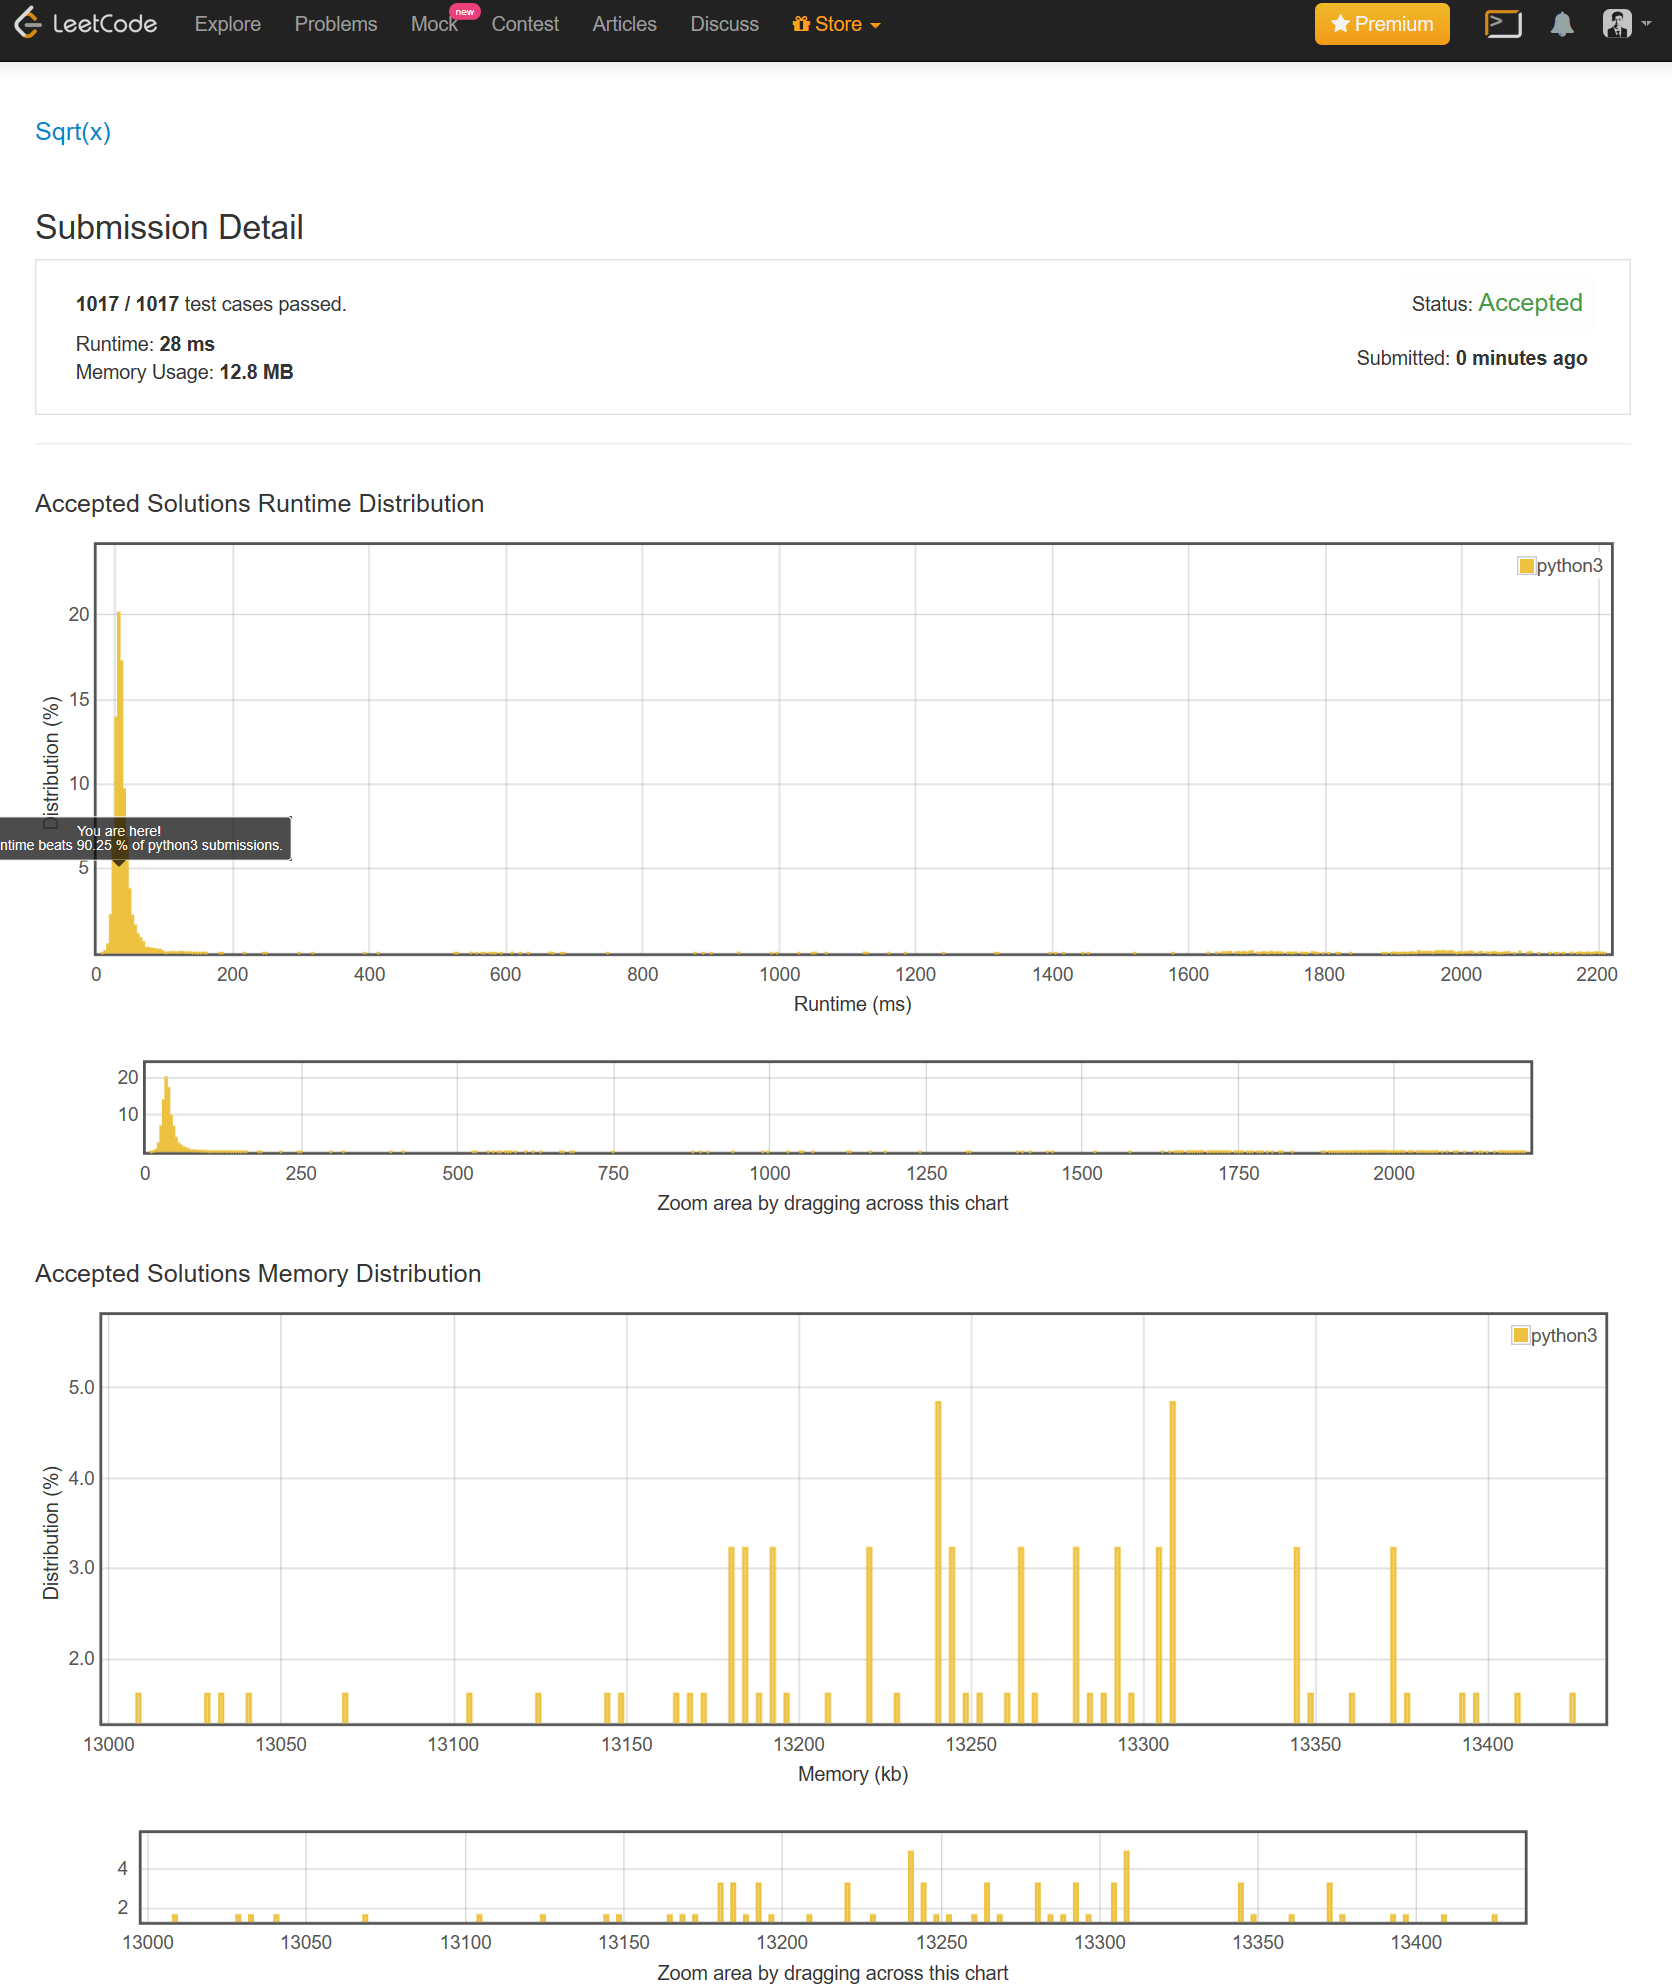 LeetCode Explore Problems Mock new Contest Articles Discuss Store Premium
Sqrt(x)
Submission Detail
1017 / 1017 test cases passed.
Status: Accepted
Runtime: 28 ms
Submitted: 0 minutes ago
Memory Usage: 12.8 MB
Accepted Solutions Runtime Distribution
python3
20
15
10
5
Distribution (%)
You are here!
ntime beats 90.25 % of python3 submissions.
0 200 400 600 800 1000 1200 1400 1600 1800 2000 2200
Runtime (ms)
20
10
0 250 500 750 1000 1250 1500 1750 2000
Zoom area by dragging across this chart
Accepted Solutions Memory Distribution
python3
5.0
4.0
3.0
2.0
Distribution (%)
13000 13050 13100 13150 13200 13250 13300 13350 13400
Memory (kb)
4
2
13000 13050 13100 13150 13200 13250 13300 13350 13400
Zoom area by dragging across this chart